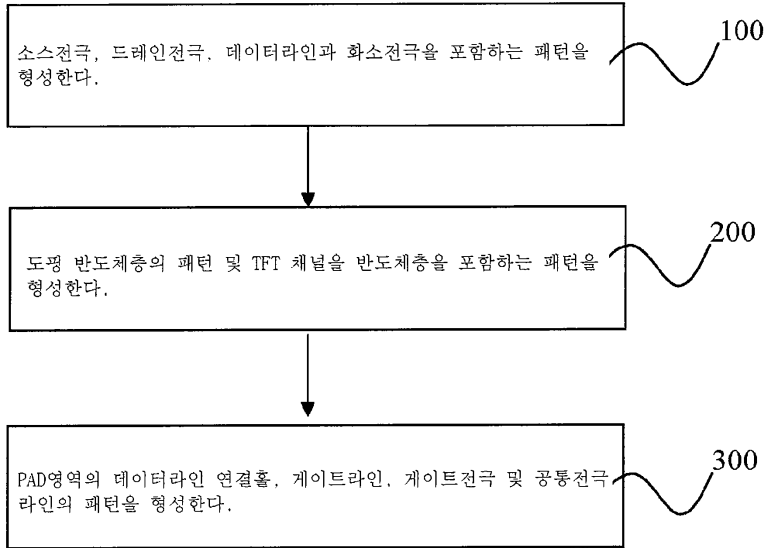 소스전극, 드레인전극, 데이터라인과 화소전극을 포함하는 패턴을
형성한다.
100
도핑 반도체층의 패턴 및 TFT 채널을 반도체층을 포함하는 패턴을
형성한다.
200
PAD영역의 데이터라인 연결홀, 게이트라인, 게이트전극 및 공통전극
라인의 패턴을 형성한다.
300